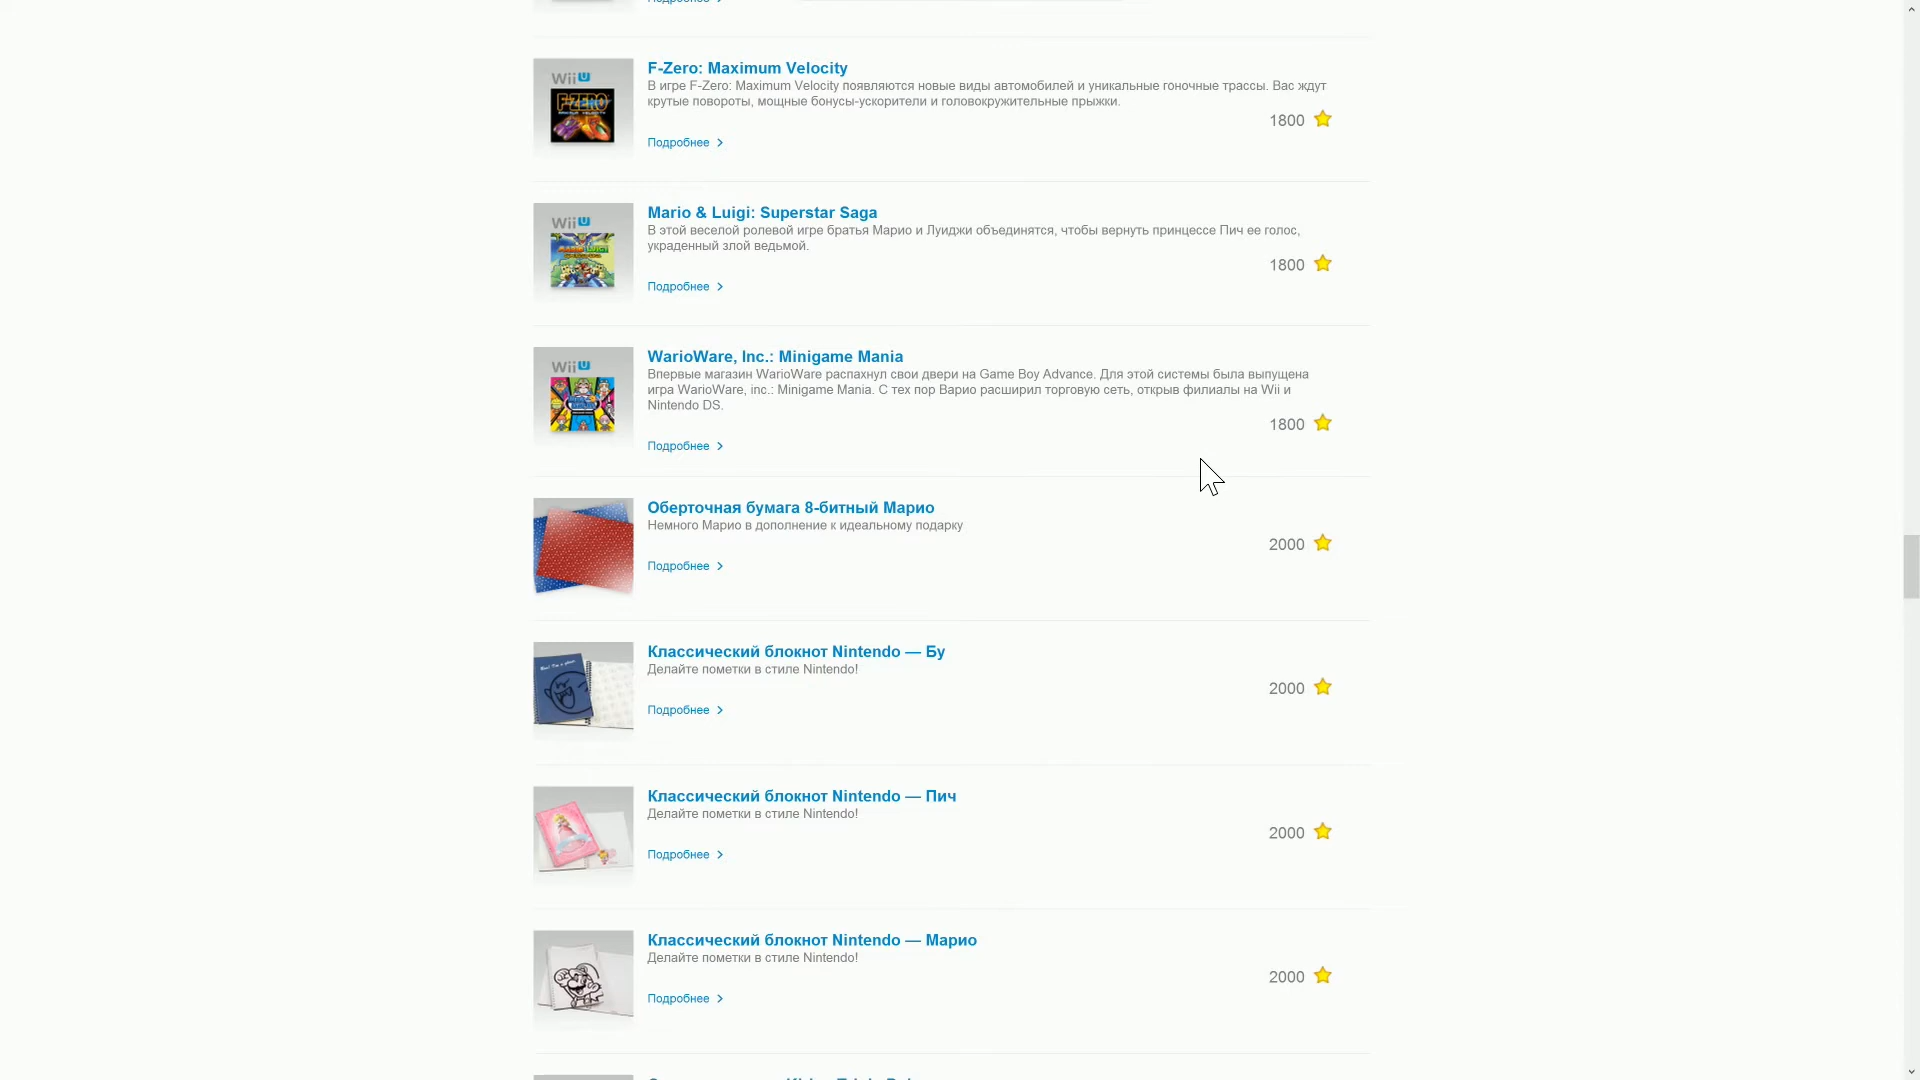 Подробнее
F-Zero: Maximum Velocity
В игре F-Zero: Maximum Velocity появляются новые виды автомобилей и уникальные гоночные трассы. Вас ждут
крутые повороты, мощные бонусы-ускорители и головокружительные прыжки.
1800
Подробнее
WiiU
F-ZERO
Mario & Luigi: Superstar Saga
В этой веселой ролевой игре братья Марио и Луиджи объединятся, чтобы вернуть принцессе Пич ее голос,
украденный злой ведьмой.
1800
Подробнее
WiiU
WarioWare, Inc.: Minigame Mania
Впервые магазин WarioWare распахнул свои двери на Game Boy Advance. Для этой системы была выпущена
игра WarioWare, inc.: Minigame Mania. С тех пор Варио расширил торговую сеть, открыв филиалы на Wii и
Nintendo DS.
1800
Подробнее
WiiU
Оберточная бумага 8-битный Марио
Немного Марио в дополнение к идеальному подарку
2000
Подробнее
Классический блокнот Nintendo — Бу
Делайте пометки в стиле Nintendo!
2000
Подробнее
Классический блокнот Nintendo — Пич
Делайте пометки в стиле Nintendo!
2000
Подробнее
Классический блокнот Nintendo — Марио
Делайте пометки в стиле Nintendo!
2000
Подробнее